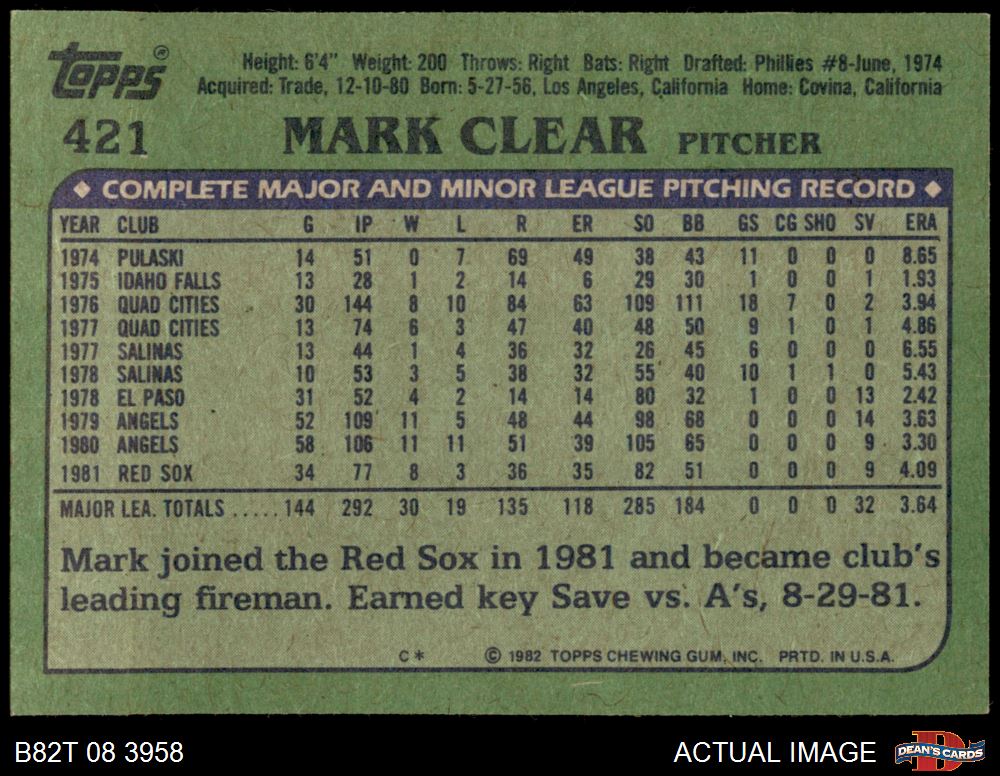 Topps®
Height: 6'4" Weight: 200 Throws: Right Bats: Right Drafted: Phillies #8-June, 1974
Acquired: Trade, 12-10-80 Born: 5-27-56, Los Angeles, California Home: Covina, California
421 MARK CLEAR PITCHER
◆ COMPLETE MAJOR AND MINOR LEAGUE PITCHING RECORD ◆
YEAR CLUB G IP W L R ER SO BB GS CG SHO SV ERA
1974 PULASKI 14 51 0 7 69 49 38 43 11 0 0 0 8.65
1975 IDAHO FALLS 13 28 1 2 14 6 29 30 1 0 0 1 1.93
1976 QUAD CITIES 30 144 8 10 84 63 109 111 18 7 0 2 3.94
1977 QUAD CITIES 13 74 6 3 47 40 48 50 9 1 0 1 4.86
1977 SALINAS 13 44 1 4 36 32 26 45 6 0 0 0 6.55
1978 SALINAS 10 53 3 5 38 32 55 40 10 1 1 0 5.43
1978 EL PASO 31 52 4 2 14 14 80 32 1 0 0 13 2.42
1979 ANGELS 52 109 11 5 48 44 98 68 0 0 0 14 3.63
1980 ANGELS 58 106 11 11 51 39 105 65 0 0 0 9 3.30
1981 RED SOX 34 77 8 3 36 35 82 51 0 0 0 9 4.09
MAJOR LEA. TOTALS .....144 292 30 19 135 118 285 184 0 0 0 32 3.64
Mark joined the Red Sox in 1981 and became club's
leading fireman. Earned key Save vs. A's, 8-29-81.
C* © 1982 TOPPS CHEWING GUM, INC. PRTD. IN U.S.A.
B82T 08 3958 ACTUAL IMAGE DEAN'S CARDS